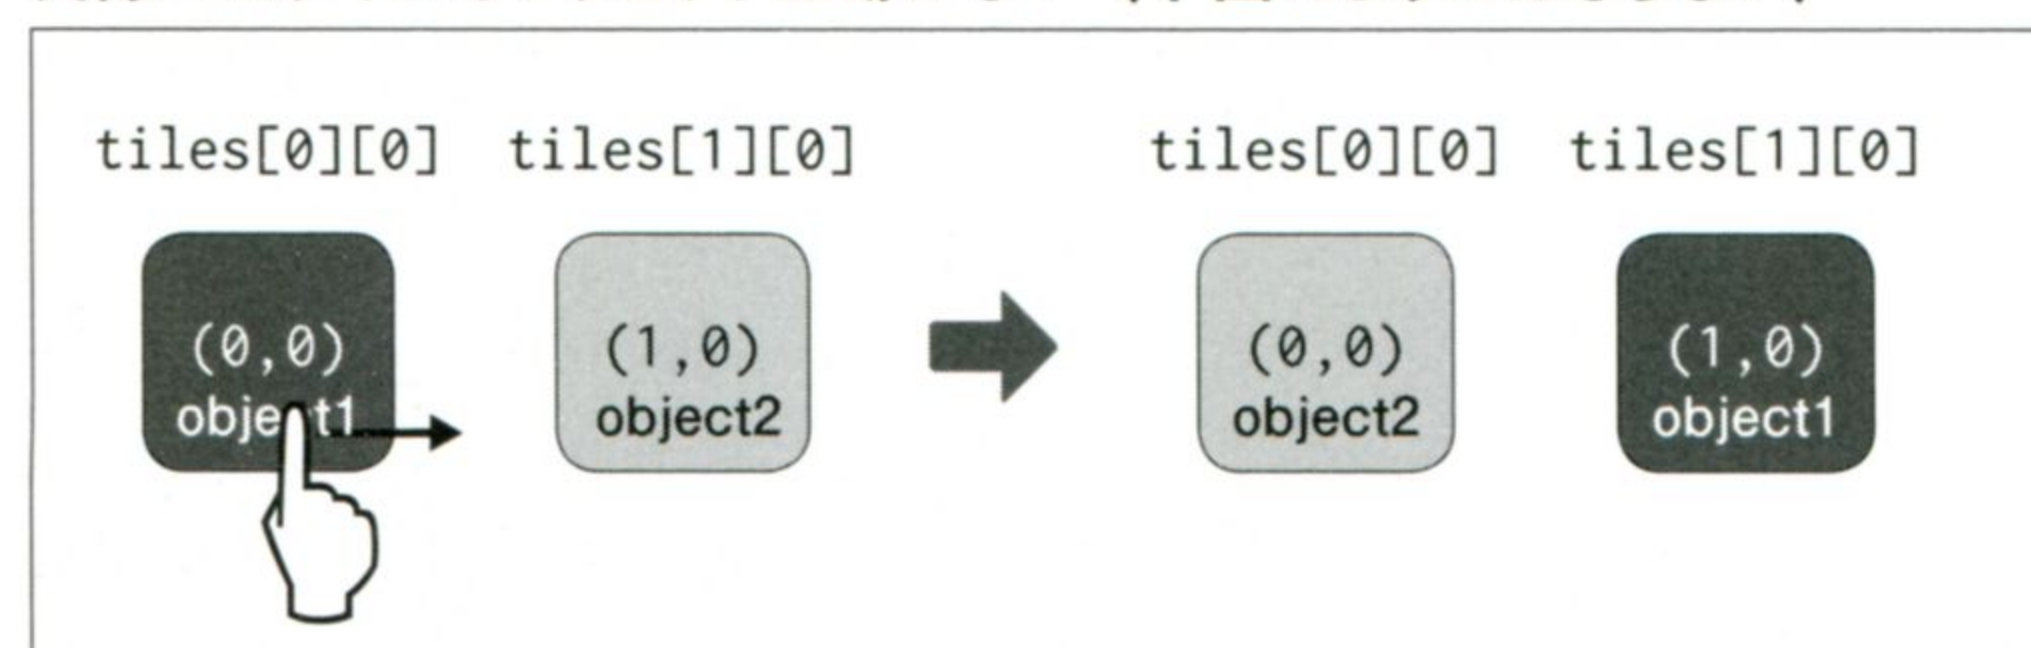 tiles[0][0] tiles[1][0] tiles[0][0] tiles[1][0]
(0,0) (1,0) (0,0) (1,0)
object1 object2 object2 object1